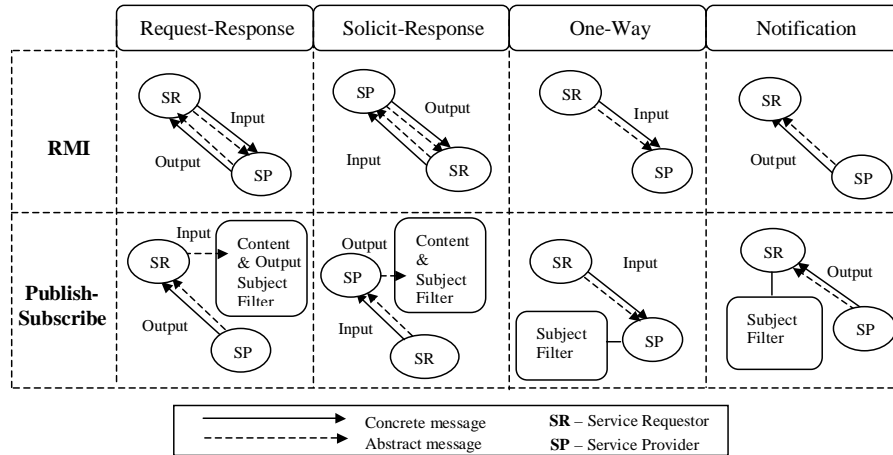 Request-Response
Solicit-Response
One-Way
Notification
RMI
SR
Input
Output
SP
SP
Output
Input
SR
SR
Input
SP
SR
Output
SP
Publish-
Subscribe
Input
SR
Content
& Output
Subject
Filter
Output
SP
Output
SP
Content
&
Subject
Filter
Input
SR
SR
Input
Subject
Filter
SP
SR
Output
Subject
Filter
SP
Concrete message
SR – Service Requestor
Abstract message
SP – Service Provider